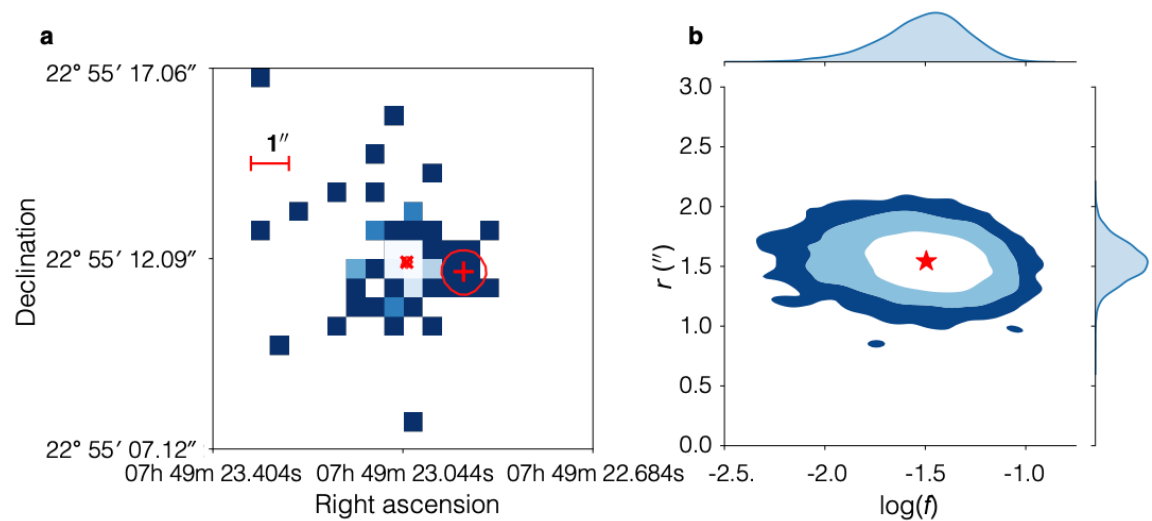 a
22° 55′ 17.06″
1″
22° 55′ 12.09″
Declination
22° 55′ 07.12″
07h 49m 23.404s 07h 49m 23.044s 07h 49m 22.684s
Right ascension
b
3.0
2.5
2.0
r (″)
1.5
1.0
0.5
0.0
-2.5. -2.0 -1.5 -1.0
log(f)